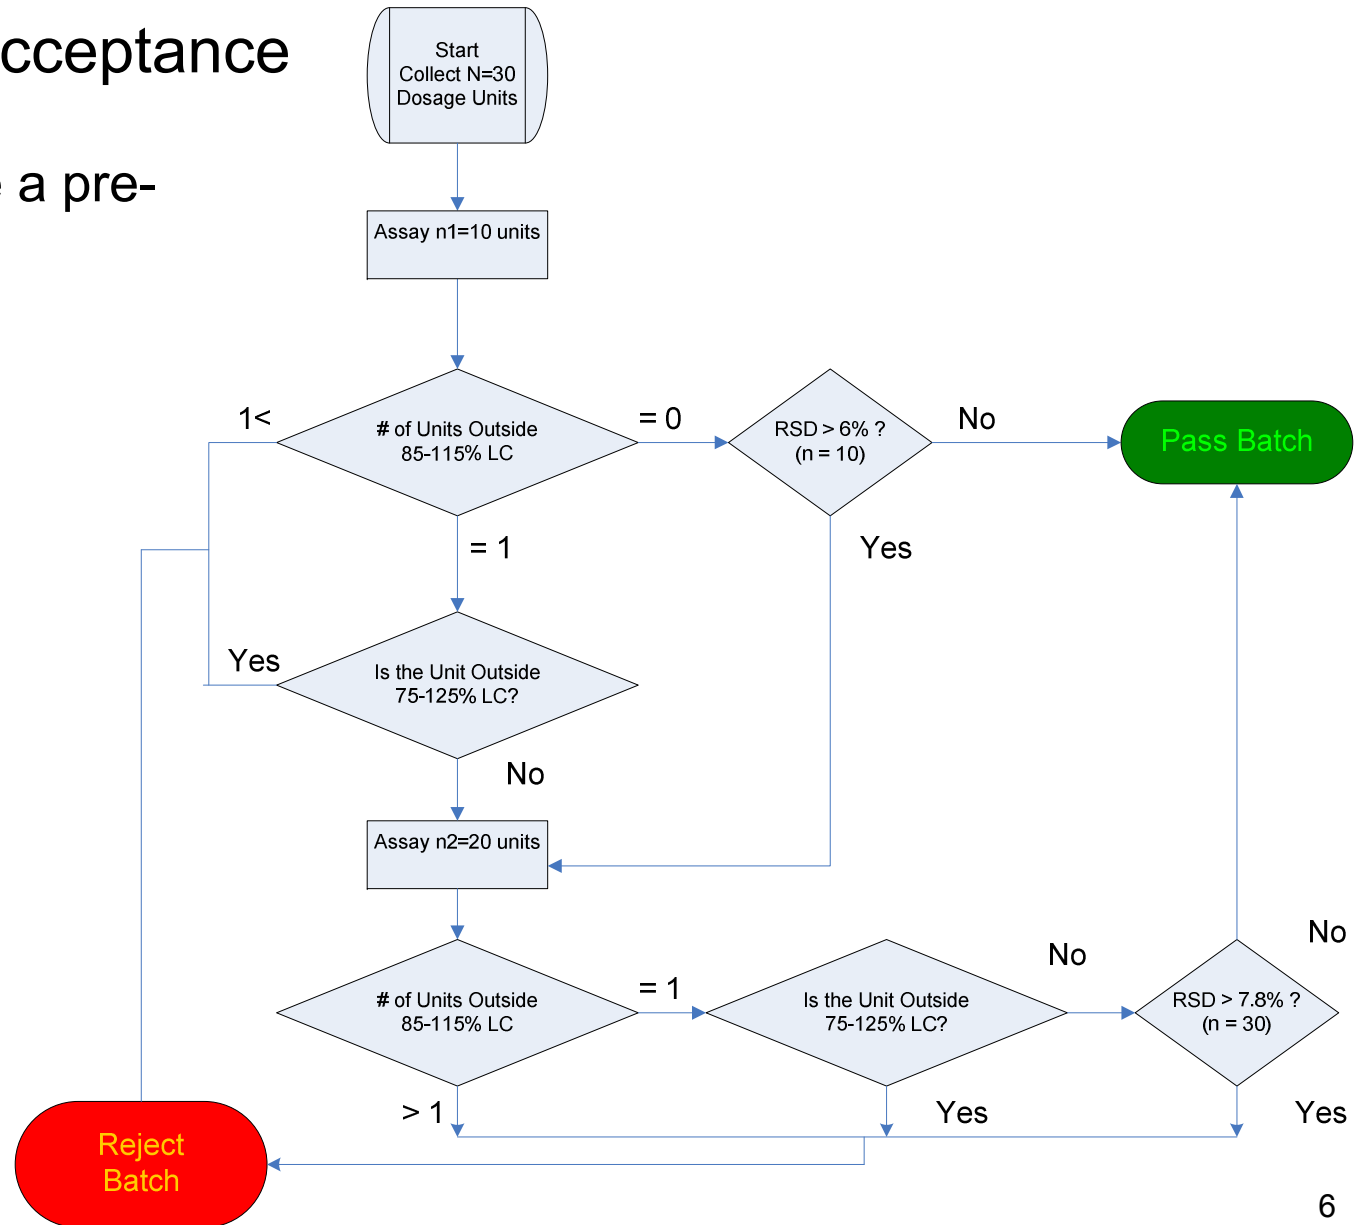 cceptance
e a pre-
Start
Collect N=30
Dosage Units
Assay n1=10 units
1<
# of Units Outside
85-115% LC
= 0
RSD > 6% ?
(n = 10)
No
Pass Batch
= 1
Yes
Yes
Is the Unit Outside
75-125% LC?
No
Assay n2=20 units
# of Units Outside
85-115% LC
= 1
Is the Unit Outside
75-125% LC?
No
RSD > 7.8% ?
(n = 30)
No
> 1
Yes
Yes
Reject
Batch
6